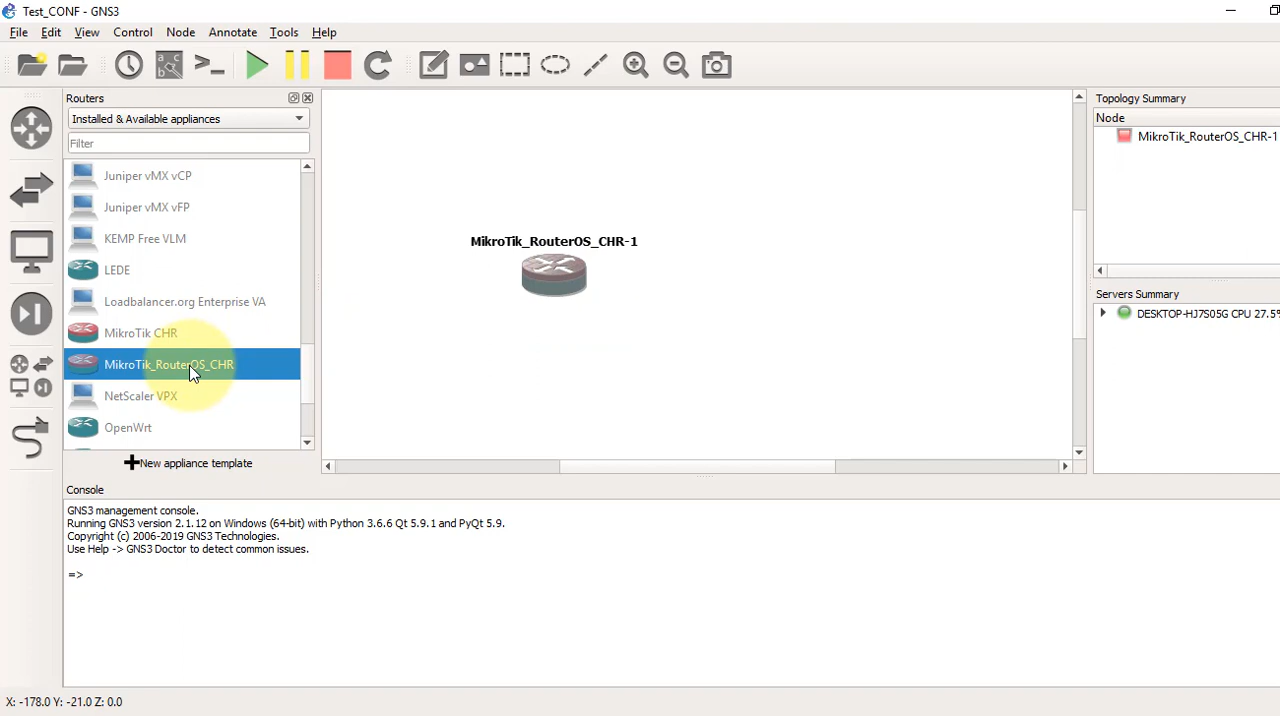 Test_CONF - GNS3
File Edit View Control Node Annotate Tools Help
Routers
Installed & Available appliances
Filter
Juniper vMX vCP
Juniper vMX vFP
KEMP Free VLM
LEDE
Loadbalancer.org Enterprise VA
MikroTik CHR
MikroTik_RouterOS_CHR
NetScaler VPX
OpenWrt
New appliance template
MikroTik_RouterOS_CHR-1
Topology Summary
Node
MikroTik_RouterOS_CHR-1
Servers Summary
DESKTOP-HJ7S05G CPU 27.5%
Console
GNS3 management console.
Running GNS3 version 2.1.12 on Windows (64-bit) with Python 3.6.6 Qt 5.9.1 and PyQt 5.9.
Copyright (c) 2006-2019 GNS3 Technologies.
Use Help -> GNS3 Doctor to detect common issues.
=>
X: -178.0 Y: -21.0 Z: 0.0